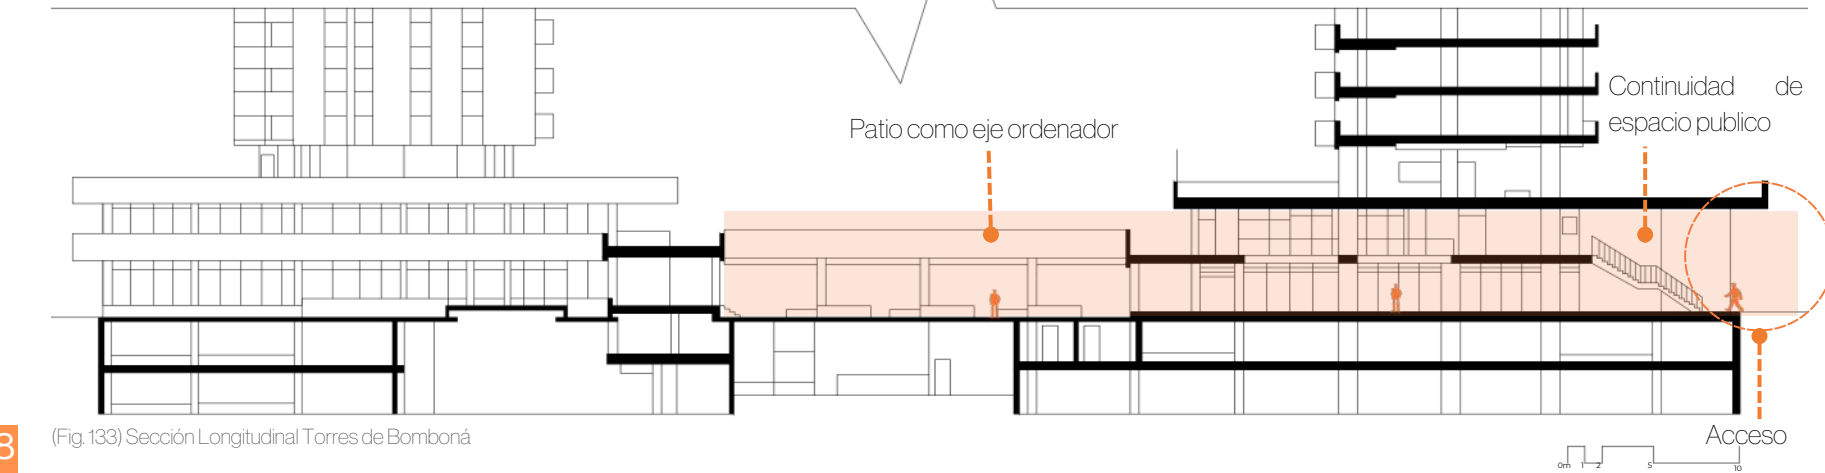 Continuidad de
espacio publico
Patio como eje ordenador
8
(Fig. 133) Sección Longitudinal Torres de Bomboná
Acceso
0m 1 2 5 10